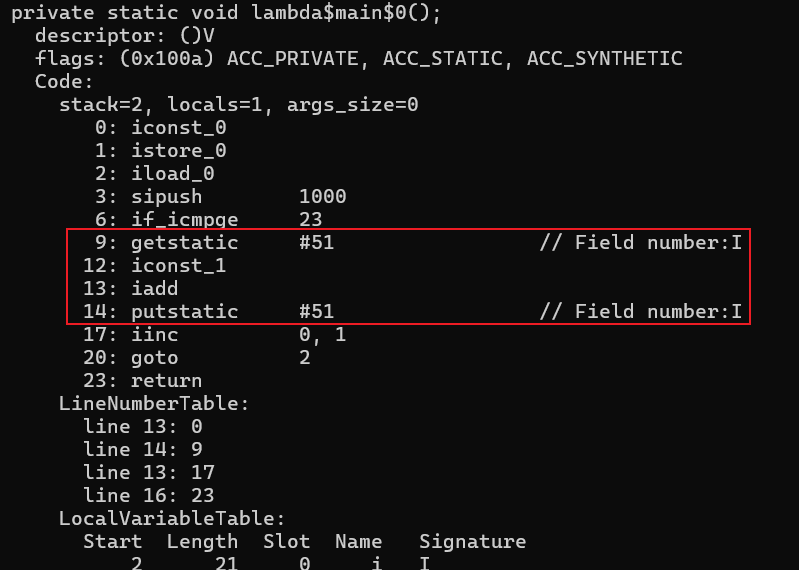 private static void lambda$main$0();
descriptor: ()V
flags: (0x100a) ACC_PRIVATE, ACC_STATIC, ACC_SYNTHETIC
Code:
stack=2, locals=1, args_size=0
0: iconst_0
1: istore_0
2: iload_0
3: sipush 1000
6: if_icmpge 23
9: getstatic #51 // Field number:I
12: iconst_1
13: iadd
14: putstatic #51 // Field number:I
17: iinc 0, 1
20: goto 2
23: return
LineNumberTable:
line 13: 0
line 14: 9
line 13: 17
line 16: 23
LocalVariableTable:
Start Length Slot Name Signature
2 21 0 i I